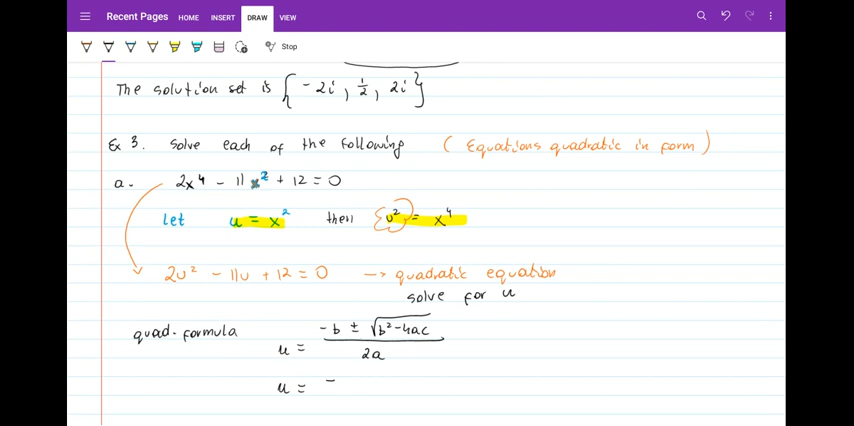 Recent Pages HOME INSERT DRAW VIEW
Stop
The solution set is { -2i , 1/2 , 2i }
Ex 3. Solve each of the following ( Equations quadratic in form )
a. 2x⁴ - 11x² + 12 = 0
Let u = x² then {u²} = x⁴
2u² - 11u + 12 = 0 --> quadratic equation
solve for u
quad. formula u = (-b ± √(b² - 4ac)) / 2a
u = -